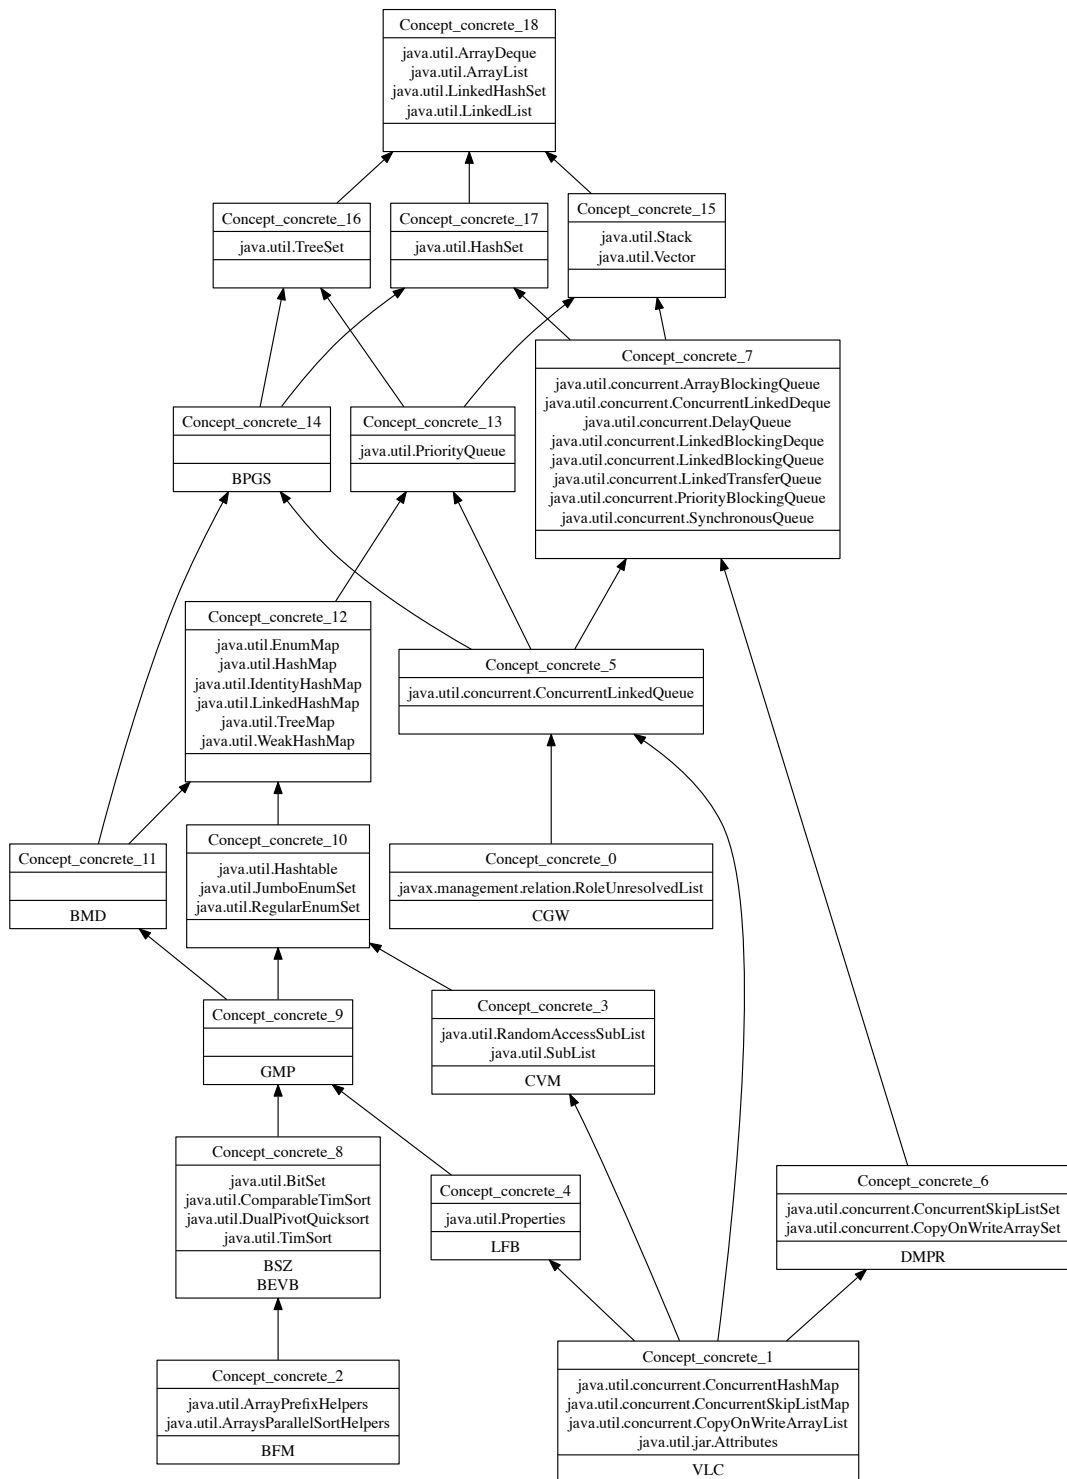 Concept_concrete_18
java.util.ArrayDeque
java.util.ArrayList
java.util.LinkedHashSet
java.util.LinkedList
Concept_concrete_16
java.util.TreeSet
Concept_concrete_17
java.util.HashSet
Concept_concrete_15
java.util.Stack
java.util.Vector
Concept_concrete_7
java.util.concurrent.ArrayBlockingQueue
java.util.concurrent.ConcurrentLinkedDeque
java.util.concurrent.DelayQueue
java.util.concurrent.LinkedBlockingDeque
java.util.concurrent.LinkedBlockingQueue
java.util.concurrent.LinkedTransferQueue
java.util.concurrent.PriorityBlockingQueue
java.util.concurrent.SynchronousQueue
Concept_concrete_14
BPGS
Concept_concrete_13
java.util.PriorityQueue
Concept_concrete_12
java.util.EnumMap
java.util.HashMap
java.util.IdentityHashMap
java.util.LinkedHashMap
java.util.TreeMap
java.util.WeakHashMap
Concept_concrete_5
java.util.concurrent.ConcurrentLinkedQueue
Concept_concrete_11
BMD
Concept_concrete_10
java.util.Hashtable
java.util.JumboEnumSet
java.util.RegularEnumSet
Concept_concrete_0
javax.management.relation.RoleUnresolvedList
CGW
Concept_concrete_9
GMP
Concept_concrete_3
java.util.RandomAccessSubList
java.util.SubList
CVM
Concept_concrete_8
java.util.BitSet
java.util.ComparableTimSort
java.util.DualPivotQuicksort
java.util.TimSort
BSZ
BEVB
Concept_concrete_4
java.util.Properties
LFB
Concept_concrete_6
java.util.concurrent.ConcurrentSkipListSet
java.util.concurrent.CopyOnWriteArraySet
DMPR
Concept_concrete_2
java.util.ArrayPrefixHelpers
java.util.ArraysParallelSortHelpers
BFM
Concept_concrete_1
java.util.concurrent.ConcurrentHashMap
java.util.concurrent.ConcurrentSkipListMap
java.util.concurrent.CopyOnWriteArrayList
java.util.jar.Attributes
VLC